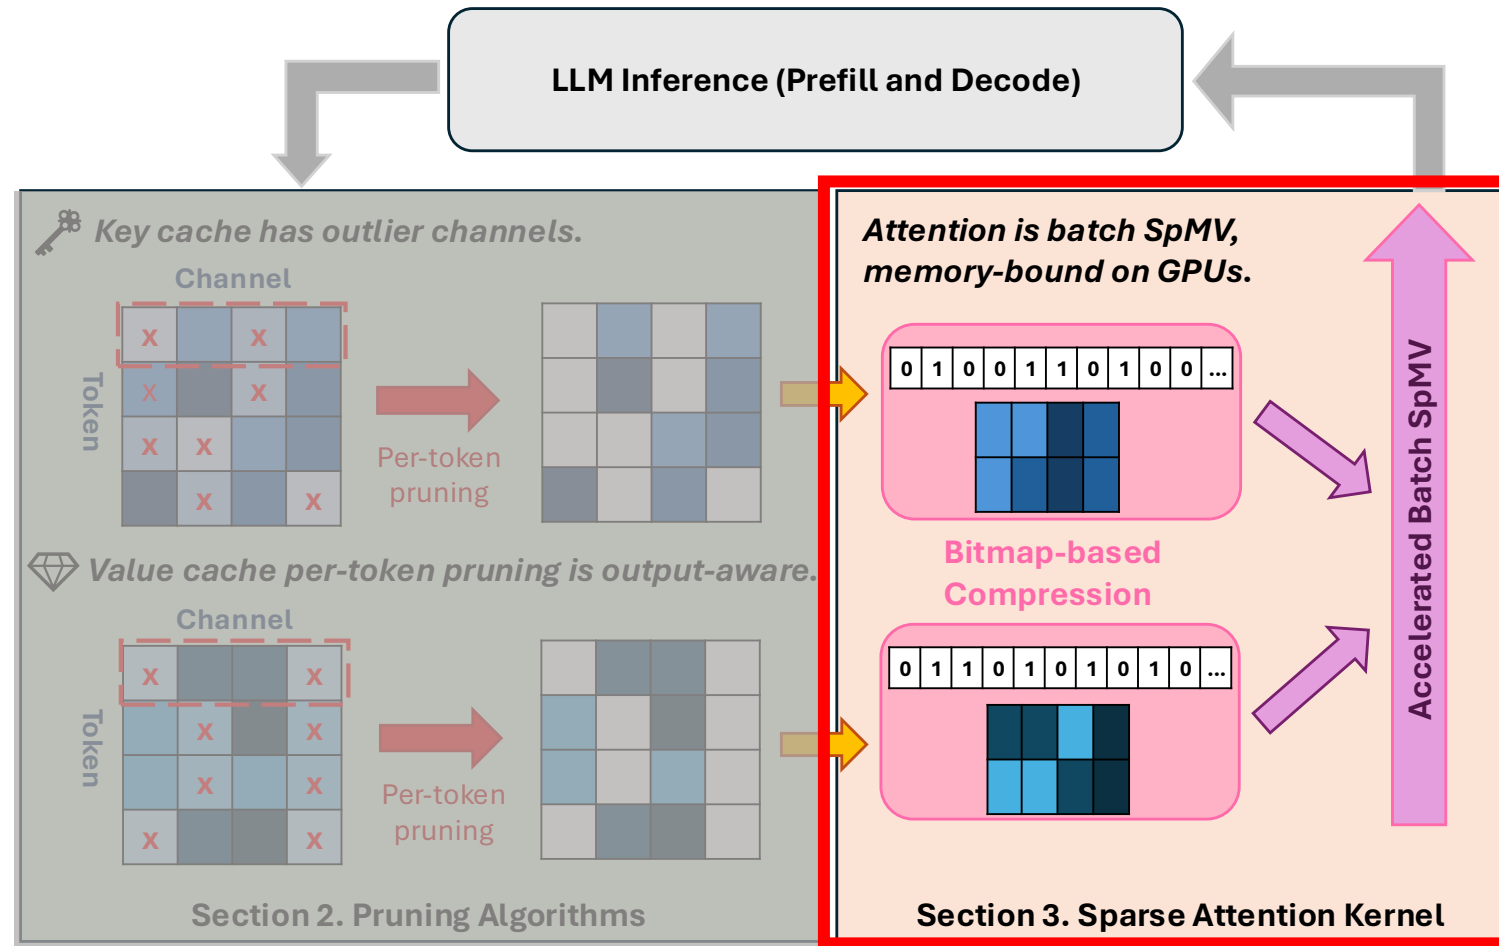 LLM Inference (Prefill and Decode)
Key cache has outlier channels.
Channel
Token
x x
x x
x x
x x
Per-token
pruning
Value cache per-token pruning is output-aware.
Channel
Token
x x
x x
x x
x x
Per-token
pruning
Section 2. Pruning Algorithms
Attention is batch SpMV,
memory-bound on GPUs.
0 1 0 0 1 1 0 1 0 0 ...
Bitmap-based
Compression
0 1 1 0 1 0 1 0 1 0 ...
Accelerated Batch SpMV
Section 3. Sparse Attention Kernel